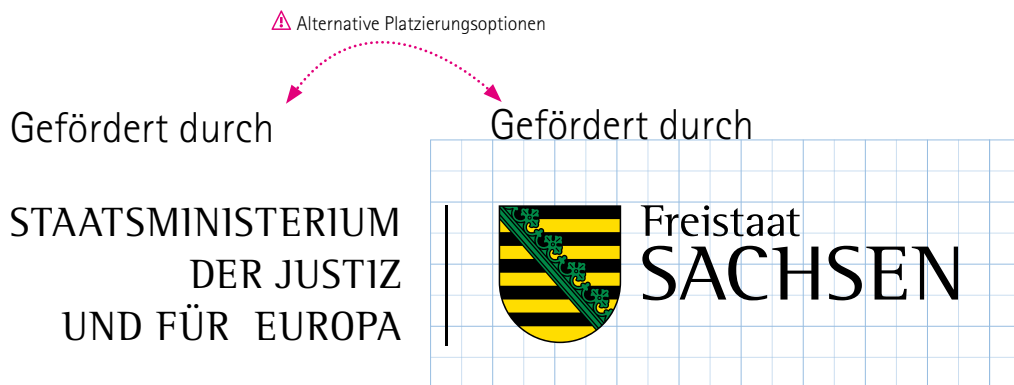 Alternative Platzierungsoptionen
Gefördert durch
Gefördert durch
STAATSMINISTERIUM
DER JUSTIZ
UND FÜR EUROPA
Freistaat
SACHSEN